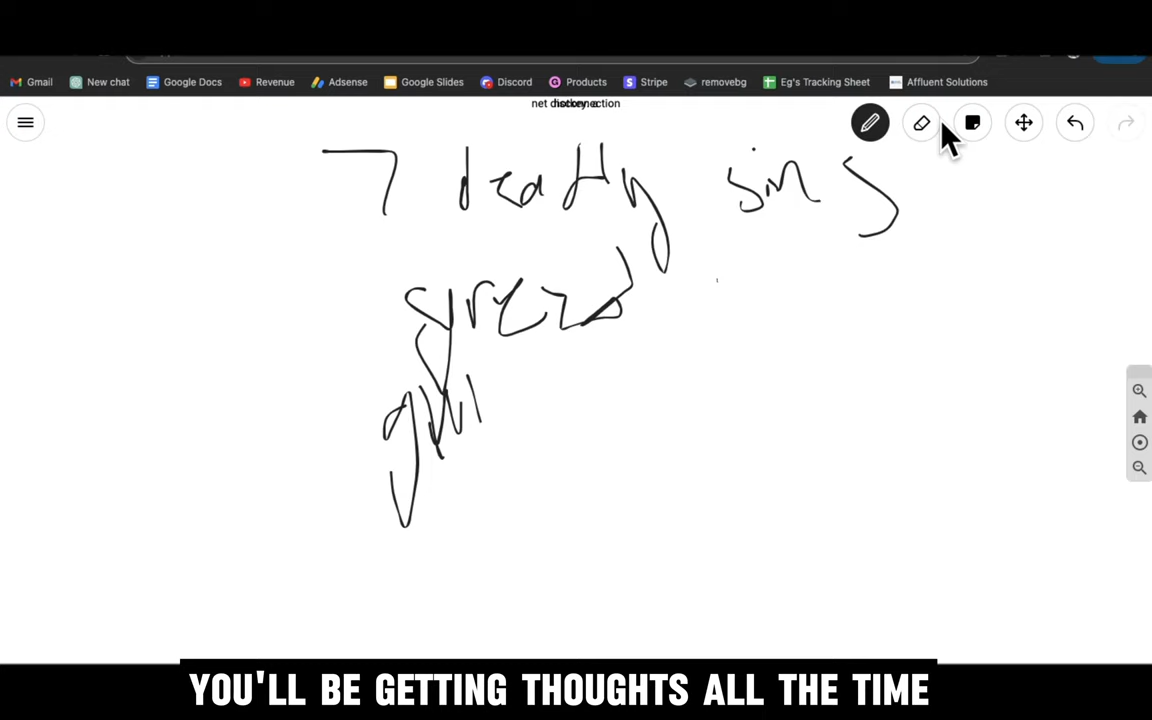 Gmail New chat Google Docs Revenue Adsense Google Slides Discord Products Stripe removebg Eg's Tracking Sheet Affluent Solutions
7 deadly sins
greed
YOU'LL BE GETTING THOUGHTS ALL THE TIME